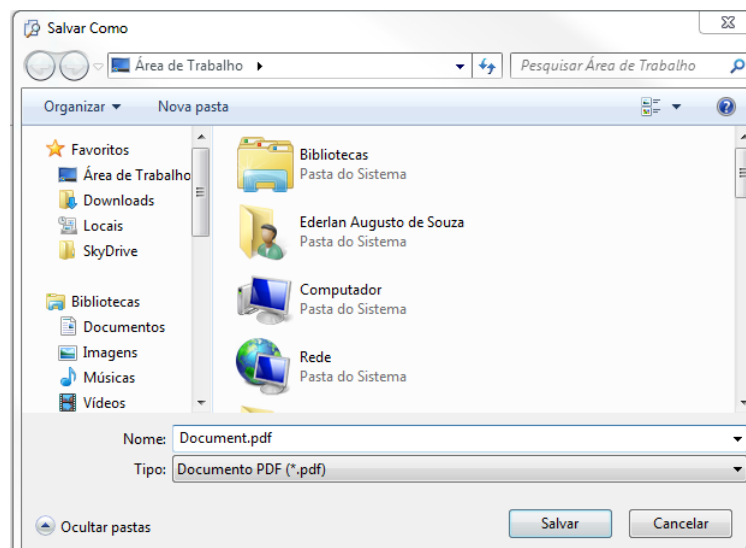 Salvar Como
Área de Trabalho
Pesquisar Área de Trabalho
Organizar
Nova pasta
Favoritos
Área de Trabalho
Downloads
Locais
SkyDrive
Bibliotecas
Documentos
Imagens
Músicas
Vídeos
Bibliotecas
Pasta do Sistema
Ederlan Augusto de Souza
Pasta do Sistema
Computador
Pasta do Sistema
Rede
Pasta do Sistema
Nome: Document.pdf
Tipo: Documento PDF (*.pdf)
Ocultar pastas
Salvar
Cancelar